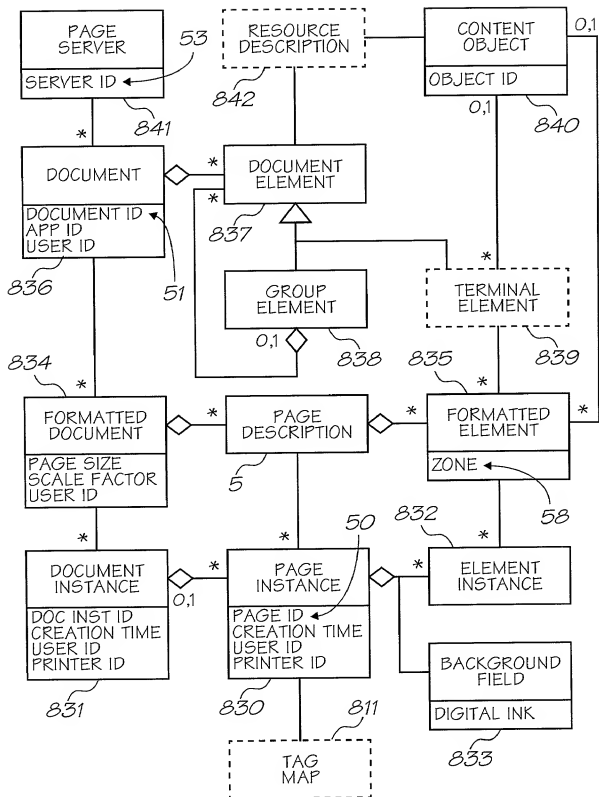 PAGE
SERVER
SERVER ID
53
841
*
RESOURCE
DESCRIPTION
842
CONTENT
OBJECT
OBJECT ID
0,1
0,1
840
DOCUMENT
DOCUMENT ID
APP ID
USER ID
836
51
*
*
DOCUMENT
ELEMENT
837
GROUP
ELEMENT
0,1
838
*
TERMINAL
ELEMENT
839
834
*
FORMATTED
DOCUMENT
PAGE SIZE
SCALE FACTOR
USER ID
*
PAGE
DESCRIPTION
5
835
*
*
*
FORMATTED
ELEMENT
ZONE
58
*
DOCUMENT
INSTANCE
0,1
DOC INST ID
CREATION TIME
USER ID
PRINTER ID
831
*
*
50
PAGE
INSTANCE
PAGE ID
CREATION TIME
USER ID
PRINTER ID
830
832
*
*
ELEMENT
INSTANCE
BACKGROUND
FIELD
DIGITAL INK
833
811
TAG
MAP